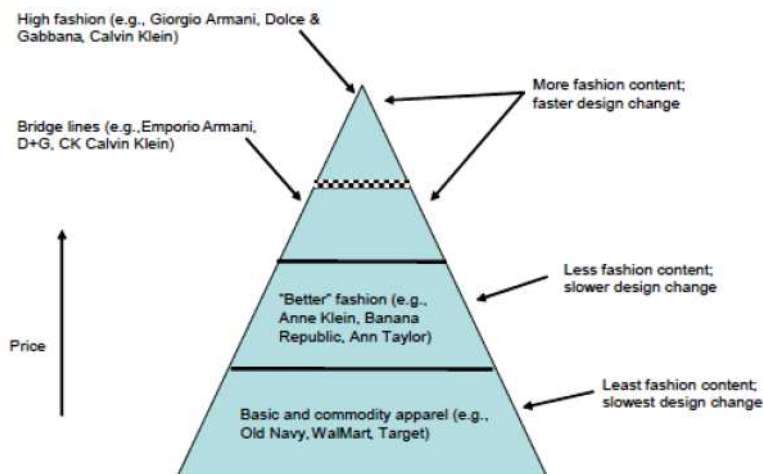 High fashion (e.g., Giorgio Armani, Dolce &
Gabbana, Calvin Klein)
More fashion content;
faster design change
Bridge lines (e.g.,Emporio Armani,
D+G, CK Calvin Klein)
Less fashion content;
slower design change
"Better" fashion (e.g.,
Anne Klein, Banana
Republic, Ann Taylor)
Price
Least fashion content;
slowest design change
Basic and commodity apparel (e.g.,
Old Navy, WalMart, Target)